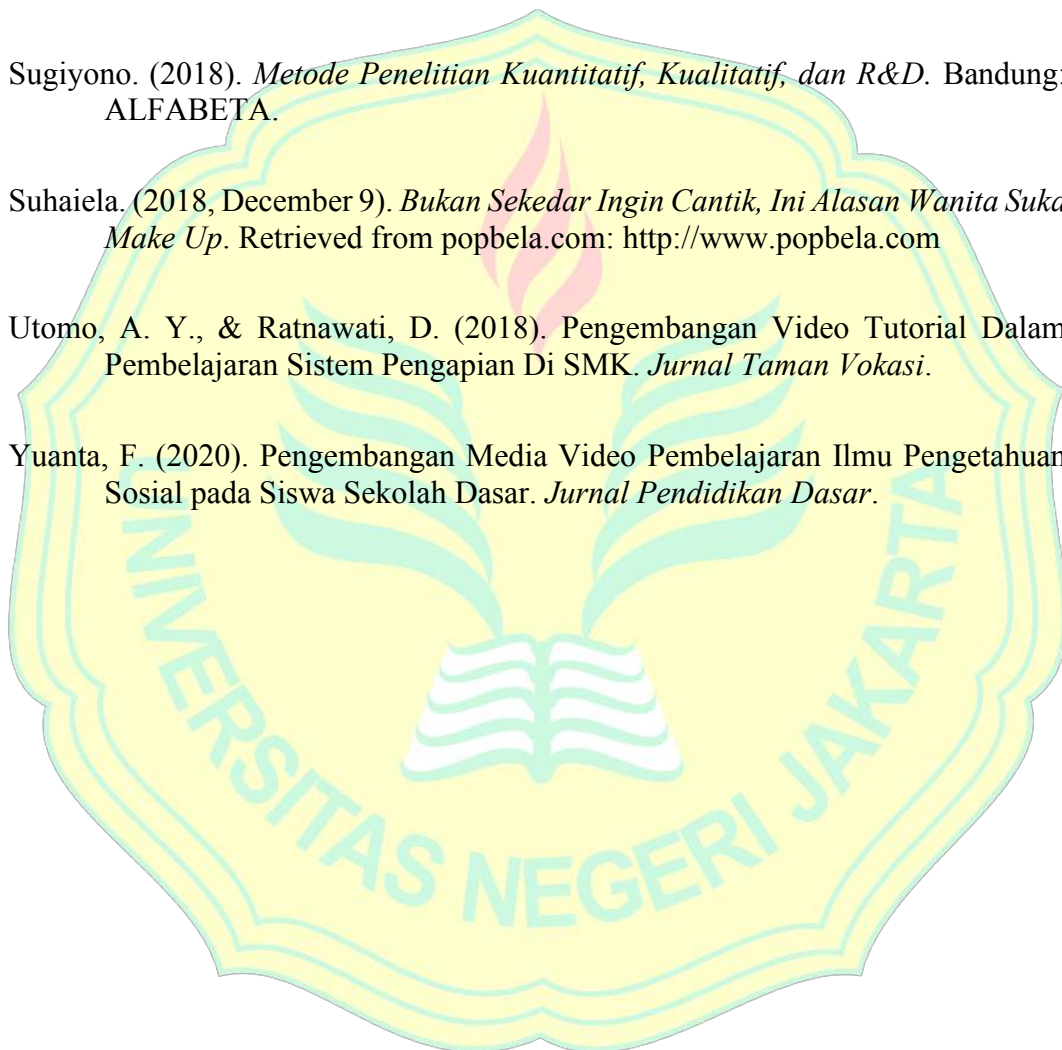 Sugiyono. (2018). Metode Penelitian Kuantitatif, Kualitatif, dan R&D. Bandung:
ALFABETA.
Suhaiela. (2018, December 9). Bukan Sekedar Ingin Cantik, Ini Alasan Wanita Suka
Make Up. Retrieved from popbela.com: http://www.popbela.com
Utomo, A. Y., & Ratnawati, D. (2018). Pengembangan Video Tutorial Dalam
Pembelajaran Sistem Pengapian Di SMK. Jurnal Taman Vokasi.
Yuanta, F. (2020). Pengembangan Media Video Pembelajaran Ilmu Pengetahuan
Sosial pada Siswa Sekolah Dasar. Jurnal Pendidikan Dasar.
UNIVERSITAS NEGERI JAKARTA